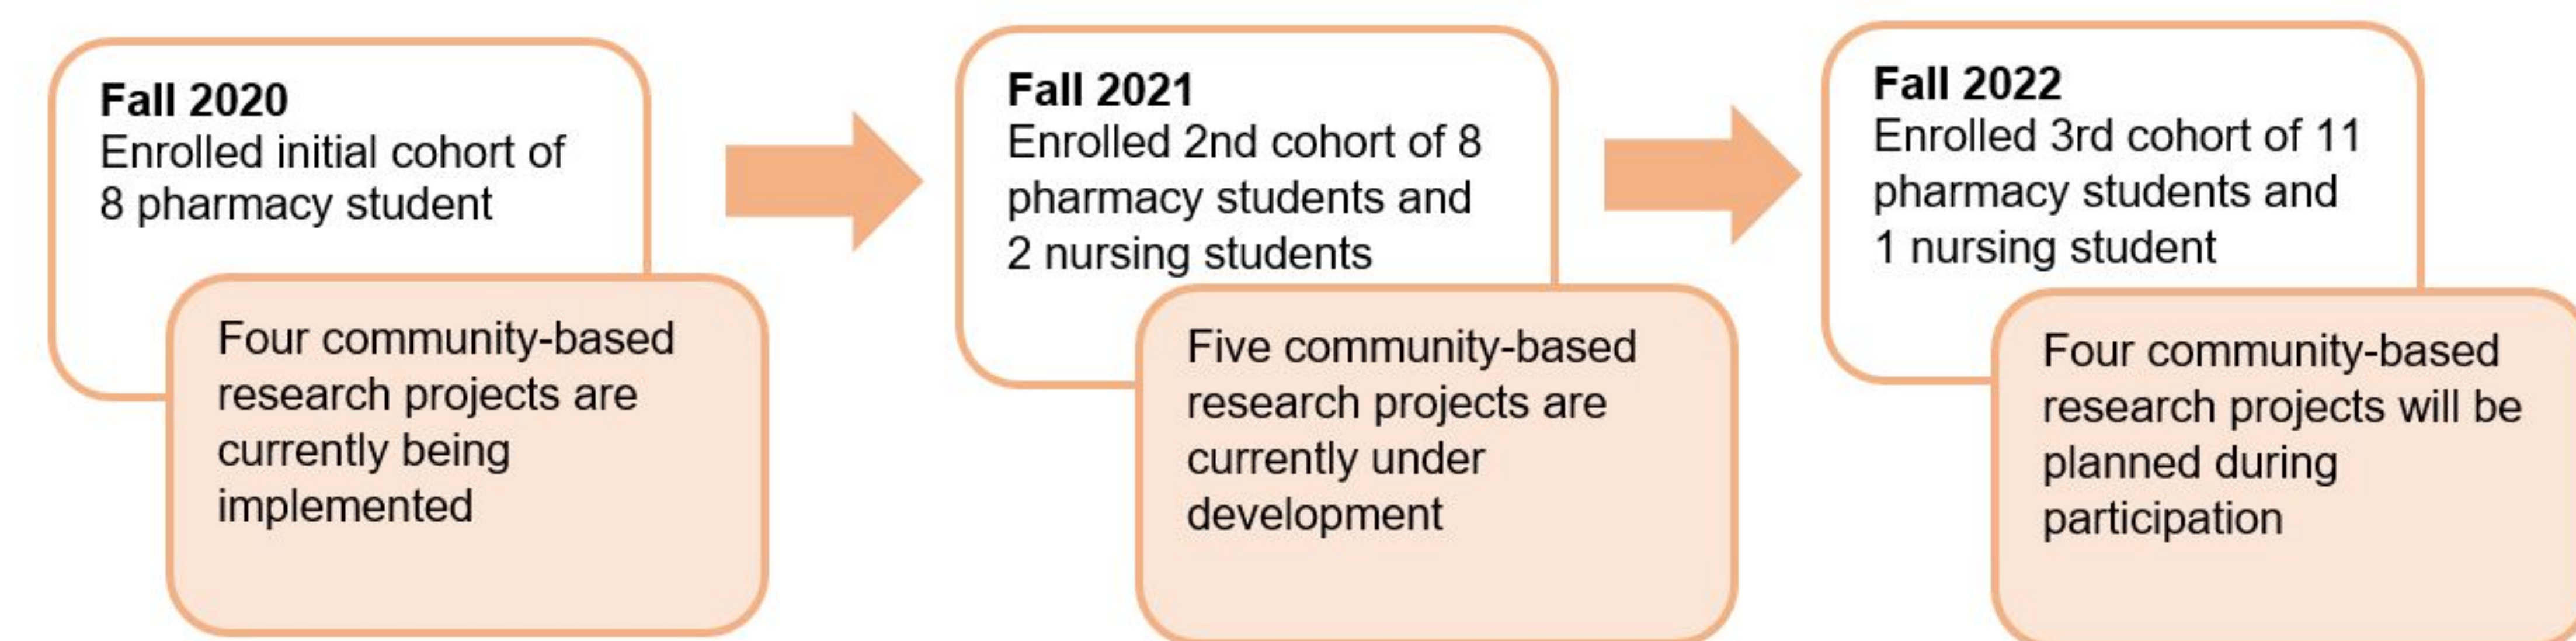 Fall 2020
Enrolled initial cohort of
8 pharmacy student
Four community-based
research projects are
currently being
implemented
Fall 2021
Enrolled 2nd cohort of 8
pharmacy students and
2 nursing students
Five community-based
research projects are
currently under
development
Fall 2022
Enrolled 3rd cohort of 11
pharmacy students and
1 nursing student
Four community-based
research projects will be
planned during
participation